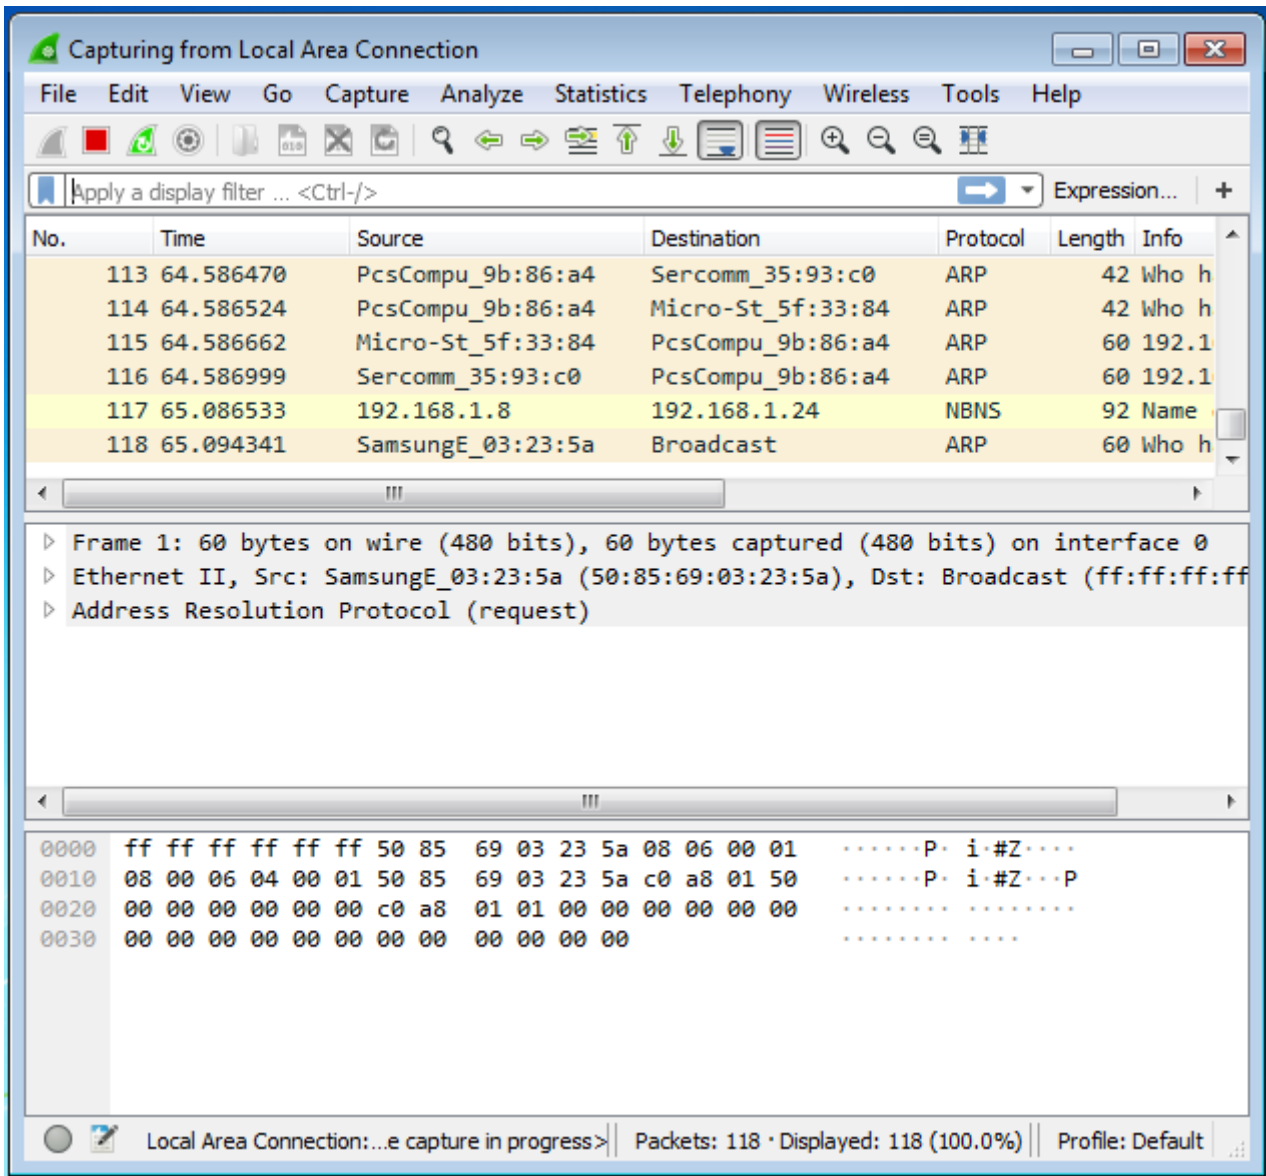 Capturing from Local Area Connection
File Edit View Go Capture Analyze Statistics Telephony Wireless Tools Help
Apply a display filter ... <Ctrl-/> Expression... +
No. Time Source Destination Protocol Length Info
113 64.586470 PcsCompu_9b:86:a4 Sercomm_35:93:c0 ARP 42 Who h
114 64.586524 PcsCompu_9b:86:a4 Micro-St_5f:33:84 ARP 42 Who h
115 64.586662 Micro-St_5f:33:84 PcsCompu_9b:86:a4 ARP 60 192.1
116 64.586999 Sercomm_35:93:c0 PcsCompu_9b:86:a4 ARP 60 192.1
117 65.086533 192.168.1.8 192.168.1.24 NBNS 92 Name
118 65.094341 SamsungE_03:23:5a Broadcast ARP 60 Who h
Frame 1: 60 bytes on wire (480 bits), 60 bytes captured (480 bits) on interface 0
Ethernet II, Src: SamsungE_03:23:5a (50:85:69:03:23:5a), Dst: Broadcast (ff:ff:ff:ff
Address Resolution Protocol (request)
0000 ff ff ff ff ff ff 50 85 69 03 23 5a 08 06 00 01 ······P· i·#Z····
0010 08 00 06 04 00 01 50 85 69 03 23 5a c0 a8 01 50 ······P· i·#Z···P
0020 00 00 00 00 00 00 c0 a8 01 01 00 00 00 00 00 00 ········ ········
0030 00 00 00 00 00 00 00 00 00 00 00 00 ········ ····
Local Area Connection:...e capture in progress> Packets: 118 · Displayed: 118 (100.0%) Profile: Default